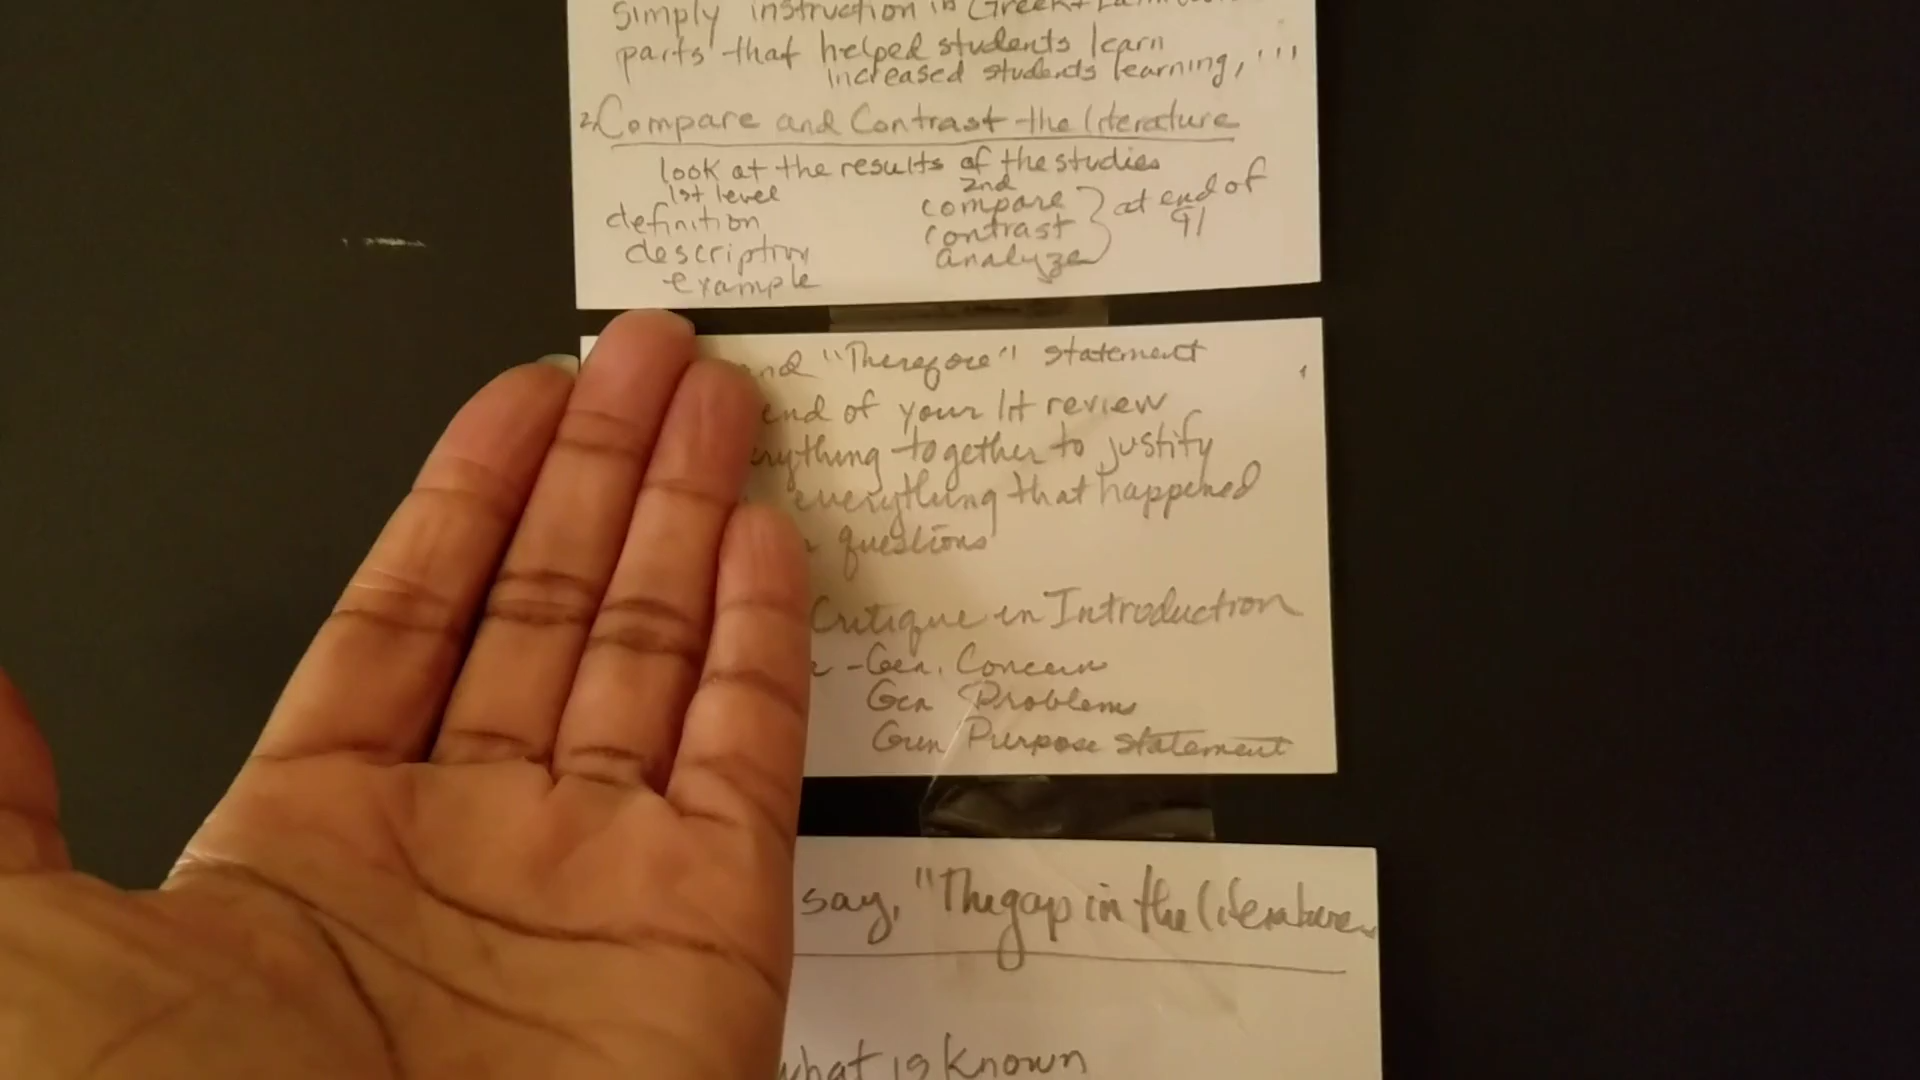 simply instruction in Greek +
parts that helped students learn
increased students learning, '''
2. Compare and Contrast the literature
look at the results of the studies
1st level 2nd
definition compare } at end of
description contrast ¶
example analyze
and "Therefore" statement
end of your lit review
together to justify
everything that happened
questions
Critique in Introduction
-Gen. Concern
Gen Problem
Gen Purpose statement
say, "The gap in the literature
what is known